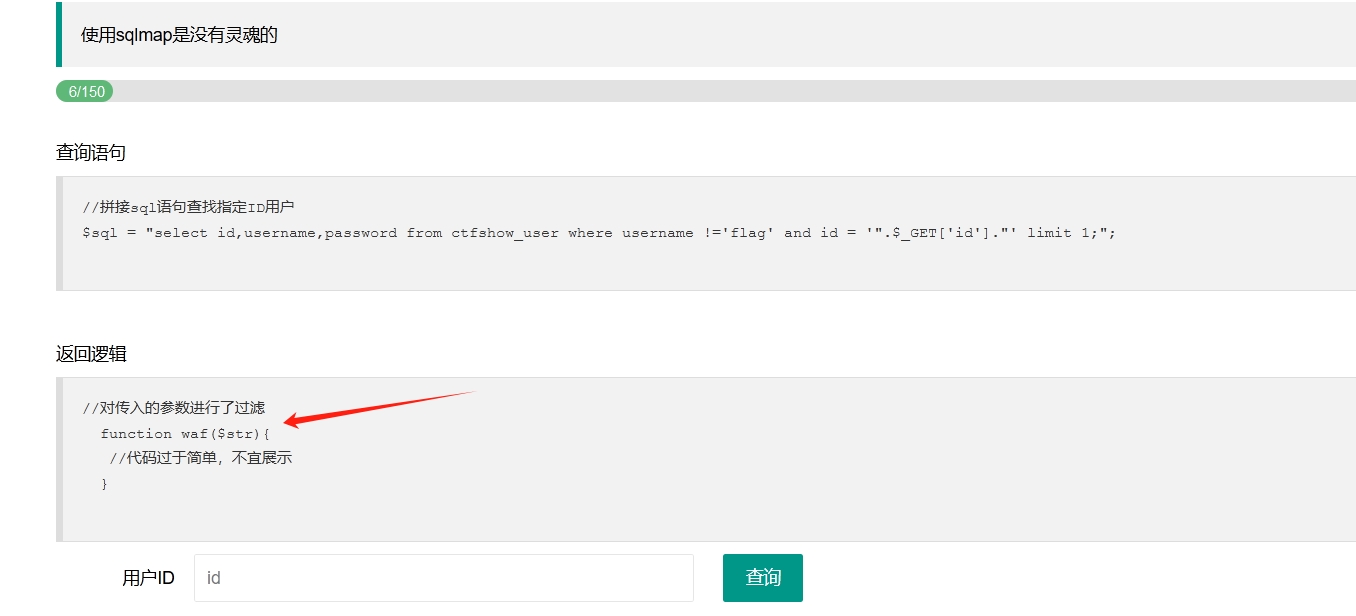 使用sqlmap是没有灵魂的
6/150
查询语句
//拼接sql语句查找指定ID用户
$sql = "select id,username,password from ctfshow_user where username !='flag' and id = '".$_GET['id']."' limit 1;";
返回逻辑
//对传入的参数进行了过滤
function waf($str){
//代码过于简单，不宜展示
}
用户ID id 查询